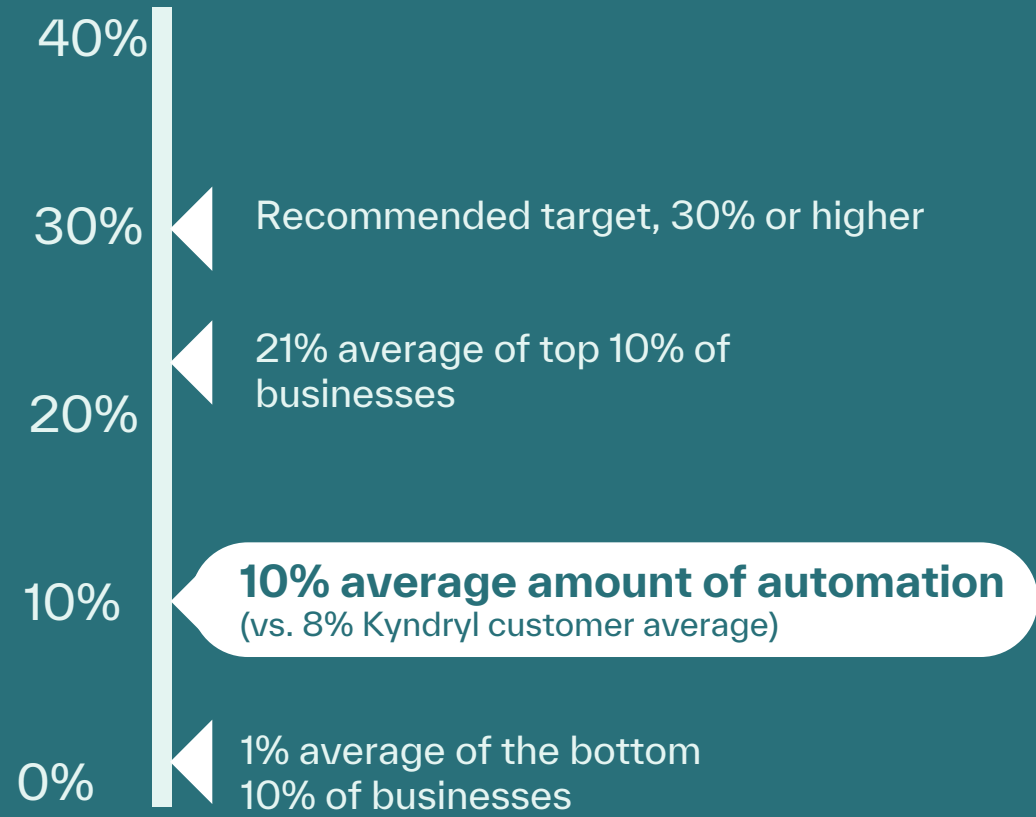 40%
30%
Recommended target, 30% or higher
21% average of top 10% of
businesses
20%
10% average amount of automation
10%
(vs. 8% Kyndryl customer average)
1% average of the bottom
0%
10% of businesses